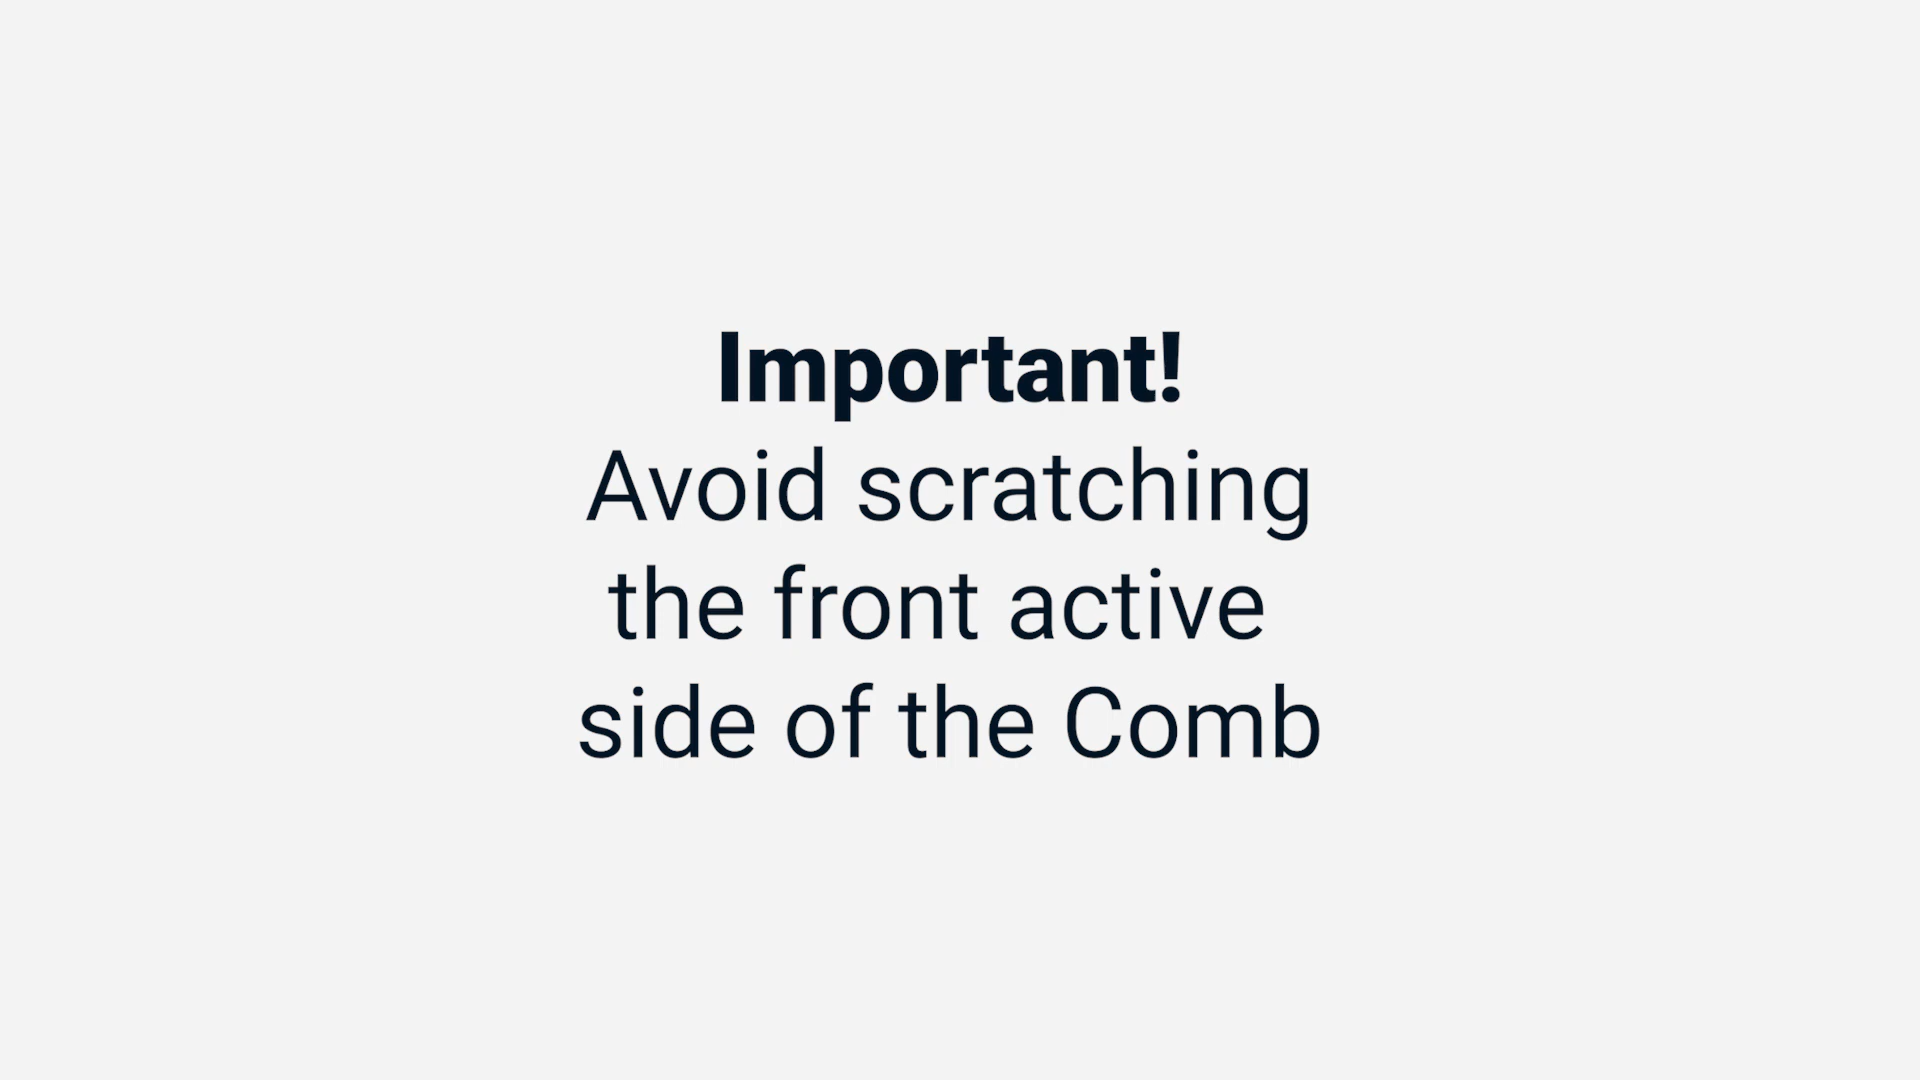 Important!
Avoid scratching
the front active
side of the Comb